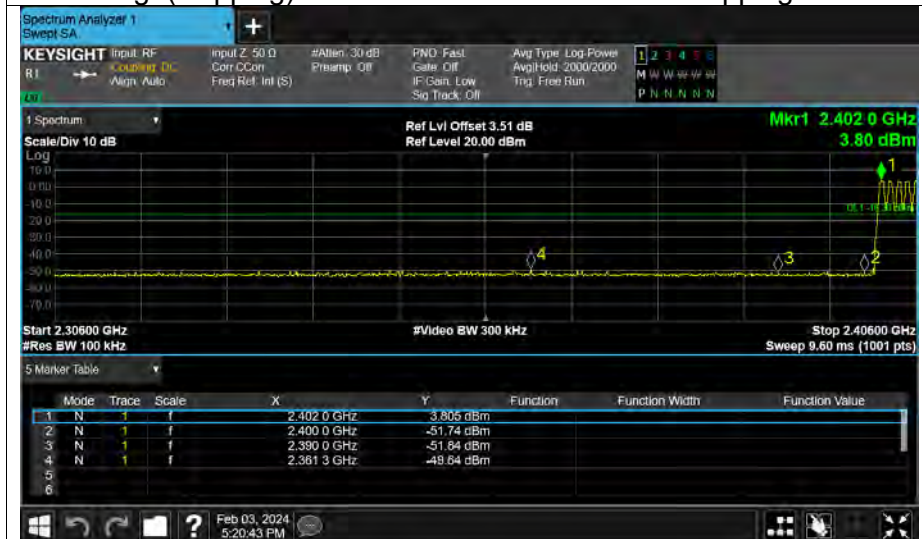 Spectrum Analyzer 1
Swept SA
+
KEYSIGHT Input: RF Input Z: 50 Ω #Atten: 30 dB PNO: Fast Avg Type: Log-Power 1 2 3 4 5 6
R1 Coupling: DC Corr CCorr Preamp: Off Gate: Off Avg|Hold: 2000/2000 M W W W W W
Align: Auto Freq Ref: Int (S) IF Gain: Low Trig: Free Run
Sig Track: Off P N N N N N
1 Spectrum Ref Lvl Offset 3.51 dB Mkr1 2.402 0 GHz
Scale/Div 10 dB Ref Level 20.00 dBm 3.80 dBm
Log
10.0
0.00
-10.0
-20.0
-30.0
-40.0
-50.0
-60.0
-70.0
1
4
3
2
Start 2.30600 GHz #Video BW 300 kHz Stop 2.40600 GHz
#Res BW 100 kHz Sweep 9.60 ms (1001 pts)
5 Marker Table
Mode Trace Scale X Y Function Function Width Function Value
1 N 1 f 2.402 0 GHz 3.805 dBm
2 N 1 f 2.400 0 GHz -51.74 dBm
3 N 1 f 2.390 0 GHz -51.64 dBm
4 N 1 f 2.361 3 GHz -49.64 dBm
5
6
? Feb 03, 2024
5:20:43 PM